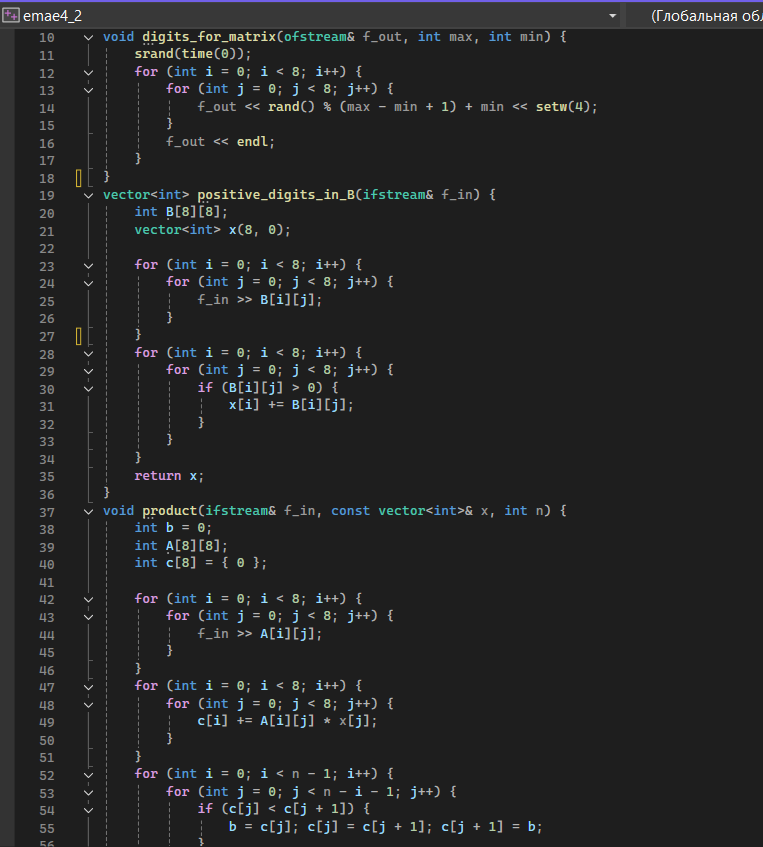 emae4_2 (Глобальная обл
10 void digits_for_matrix(ofstream& f_out, int max, int min) {
11 srand(time(0));
12 for (int i = 0; i < 8; i++) {
13 for (int j = 0; j < 8; j++) {
14 f_out << rand() % (max - min + 1) + min << setw(4);
15 }
16 f_out << endl;
17 }
18 }
19 vector<int> positive_digits_in_B(ifstream& f_in) {
20 int B[8][8];
21 vector<int> x(8, 0);
22
23 for (int i = 0; i < 8; i++) {
24 for (int j = 0; j < 8; j++) {
25 f_in >> B[i][j];
26 }
27 }
28 for (int i = 0; i < 8; i++) {
29 for (int j = 0; j < 8; j++) {
30 if (B[i][j] > 0) {
31 x[i] += B[i][j];
32 }
33 }
34 }
35 return x;
36 }
37 void product(ifstream& f_in, const vector<int>& x, int n) {
38 int b = 0;
39 int A[8][8];
40 int c[8] = { 0 };
41
42 for (int i = 0; i < 8; i++) {
43 for (int j = 0; j < 8; j++) {
44 f_in >> A[i][j];
45 }
46 }
47 for (int i = 0; i < 8; i++) {
48 for (int j = 0; j < 8; j++) {
49 c[i] += A[i][j] * x[j];
50 }
51 }
52 for (int i = 0; i < n - 1; i++) {
53 for (int j = 0; j < n - i - 1; j++) {
54 if (c[j] < c[j + 1]) {
55 b = c[j]; c[j] = c[j + 1]; c[j + 1] = b;
56 }